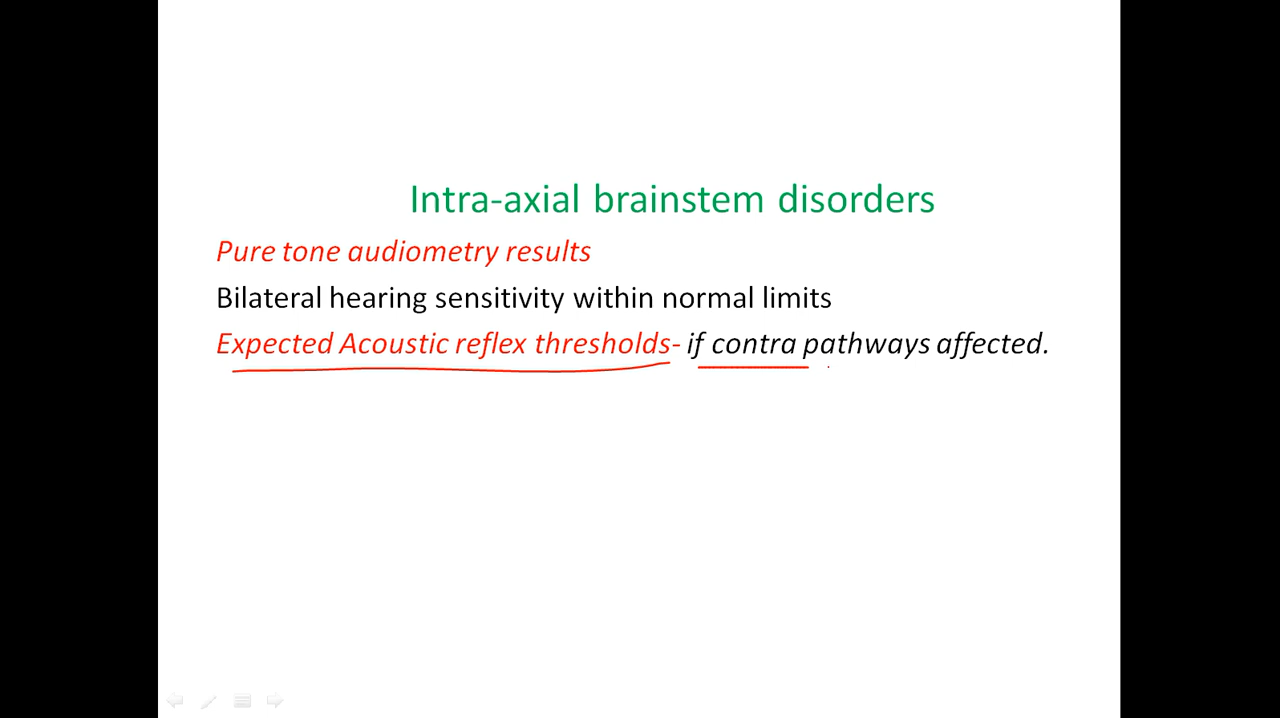 Intra-axial brainstem disorders
Pure tone audiometry results
Bilateral hearing sensitivity within normal limits
Expected Acoustic reflex thresholds- if contra pathways affected.